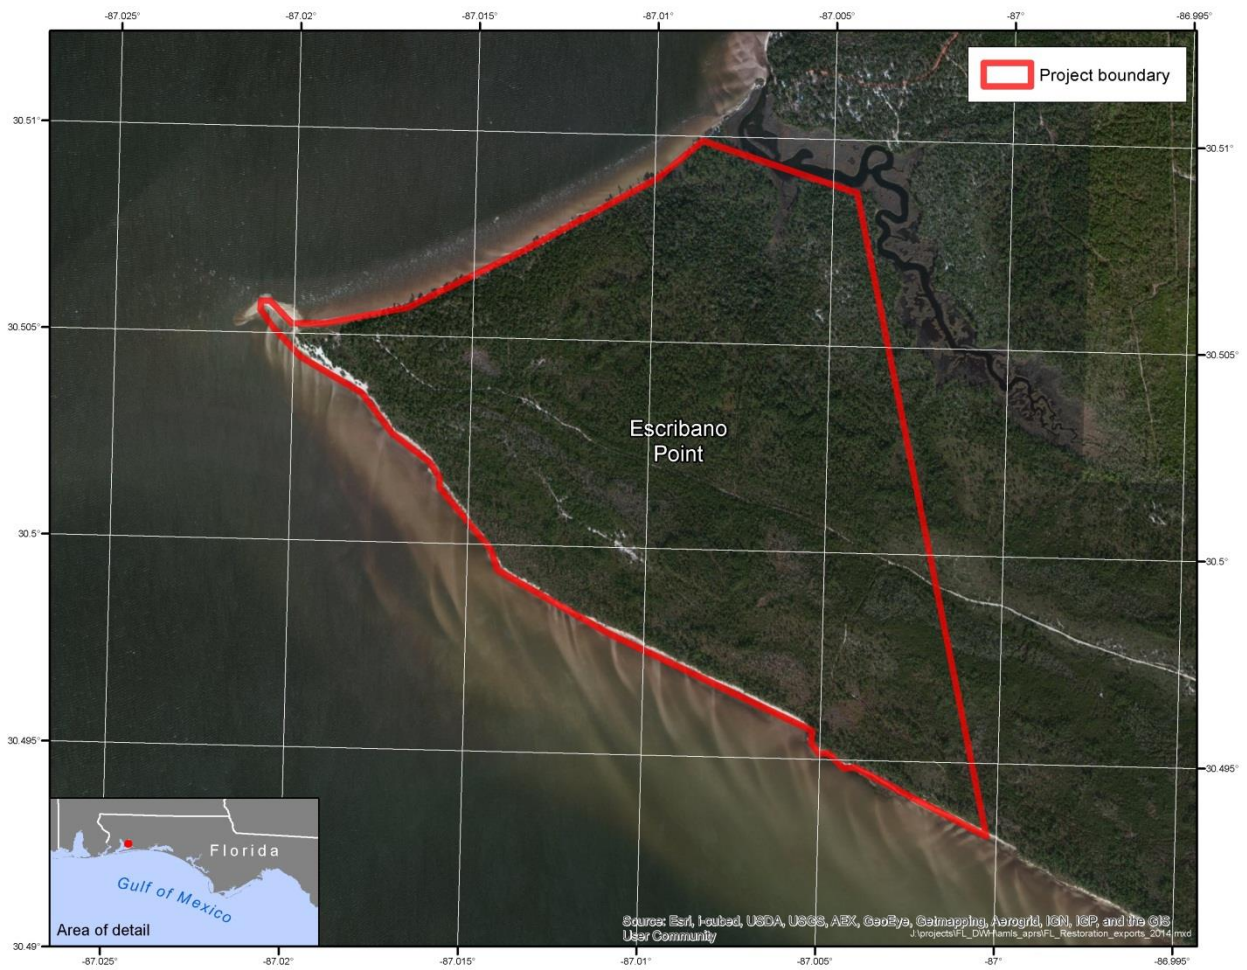 -87.025°
-87.02°
-87.015°
-87.01°
-87.005°
-87°
-86.995°
Project boundary
30.51°
30.51°
30.505°
30.505°
Escribano
Point
30.5°
30.5°
30.495°
30.495°
Florida
Gulf of Mexico
Area of detail
Source: Esri, i-cubed, USDA, USGS, AEX, GeoEye, Getmapping, Aerogrid, IGN, IGP, and the GIS
User Community
J:\projects\FL_DWH\amls_aprs\FL_Restoration_exports_2014.mxd
30.49°
-87.025°
-87.02°
-87.015°
-87.01°
-87.005°
-87°
-86.995°